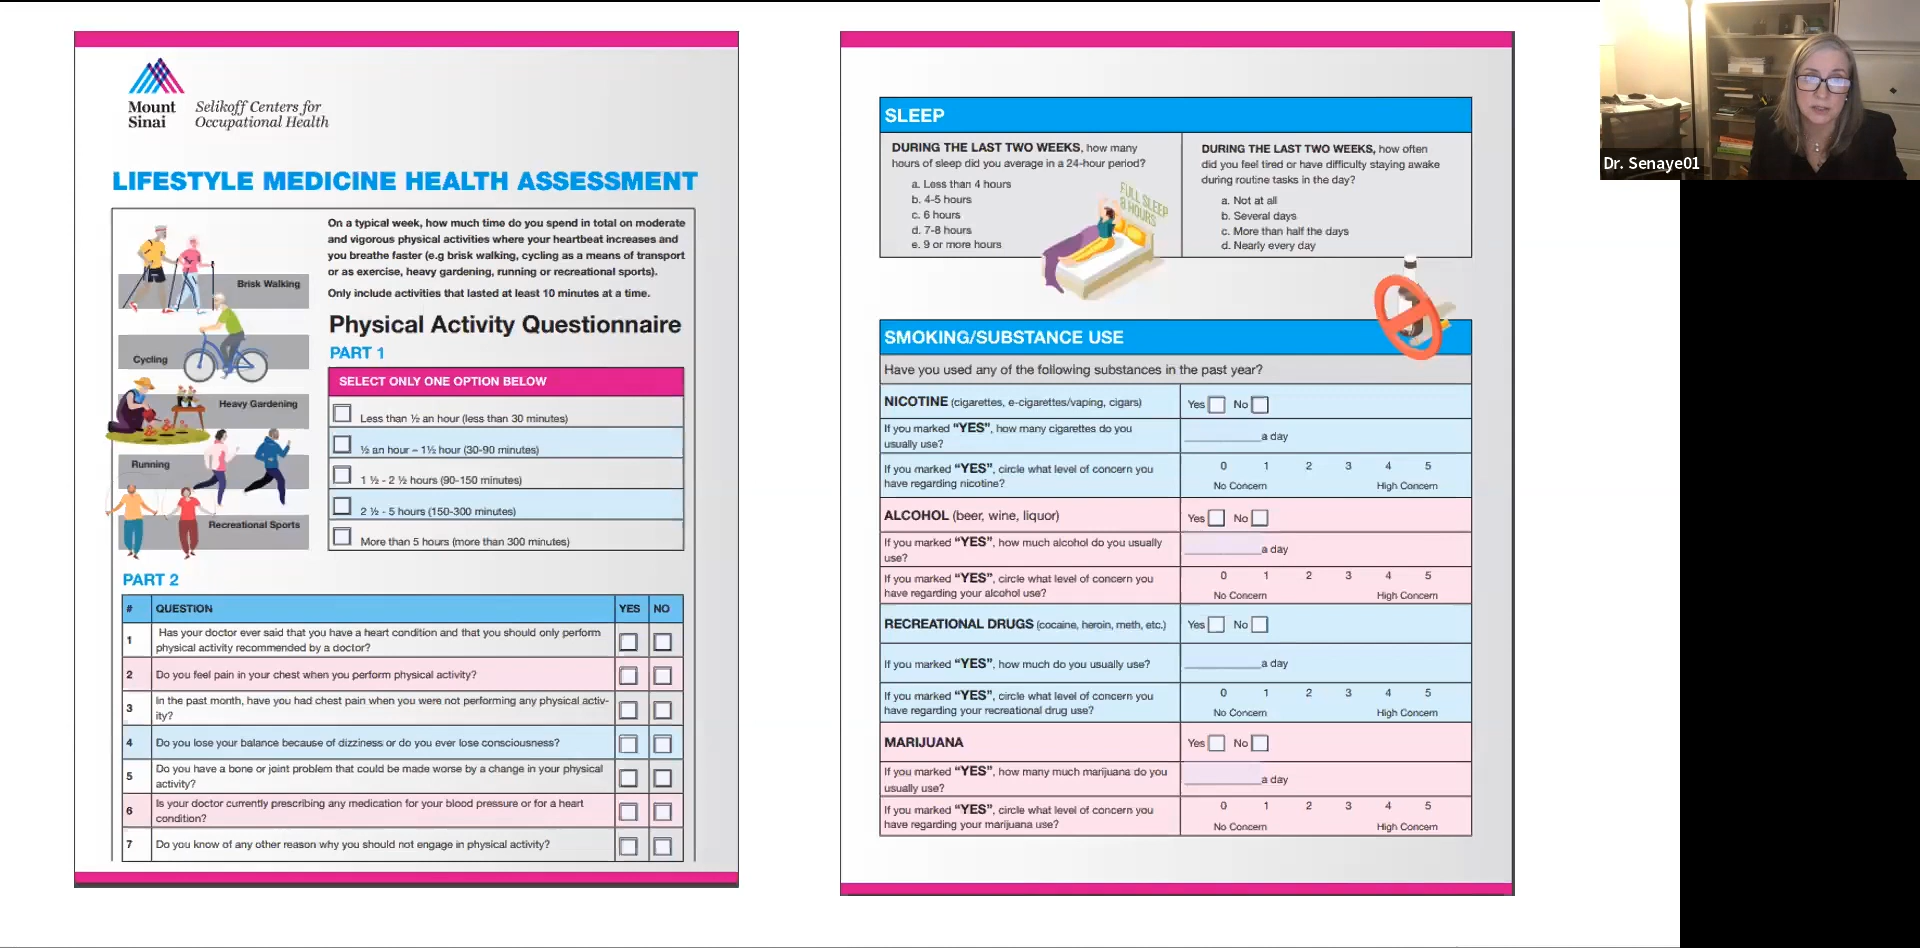 Mount
Sinai
Selikoff Centers for
Occupational Health
LIFESTYLE MEDICINE HEALTH ASSESSMENT
Brisk Walking
Cycling
Heavy Gardening
Running
Recreational Sports
On a typical week, how much time do you spend in total on moderate
and vigorous physical activities where your heartbeat increases and
you breathe faster (e.g brisk walking, cycling as a means of transport
or as exercise, heavy gardening, running or recreational sports).
Only include activities that lasted at least 10 minutes at a time.
Physical Activity Questionnaire
PART 1
SELECT ONLY ONE OPTION BELOW
Less than ½ an hour (less than 30 minutes)
½ an hour – 1½ hour (30-90 minutes)
1 ½ - 2 ½ hours (90-150 minutes)
2 ½ - 5 hours (150-300 minutes)
More than 5 hours (more than 300 minutes)
PART 2
# QUESTION YES NO
1 Has your doctor ever said that you have a heart condition and that you should only perform
physical activity recommended by a doctor?
2 Do you feel pain in your chest when you perform physical activity?
3 In the past month, have you had chest pain when you were not performing any physical activ-
ity?
4 Do you lose your balance because of dizziness or do you ever lose consciousness?
5 Do you have a bone or joint problem that could be made worse by a change in your physical
activity?
6 Is your doctor currently prescribing any medication for your blood pressure or for a heart
condition?
7 Do you know of any other reason why you should not engage in physical activity?
SLEEP
DURING THE LAST TWO WEEKS, how many
hours of sleep did you average in a 24-hour period?
a. Less than 4 hours
b. 4-5 hours
c. 6 hours
d. 7-8 hours
e. 9 or more hours
FULL SLEEP
8 HOURS
DURING THE LAST TWO WEEKS, how often
did you feel tired or have difficulty staying awake
during routine tasks in the day?
a. Not at all
b. Several days
c. More than half the days
d. Nearly every day
SMOKING/SUBSTANCE USE
Have you used any of the following substances in the past year?
NICOTINE (cigarettes, e-cigarettes/vaping, cigars) Yes No
If you marked “YES”, how many cigarettes do you
usually use?
____________a day
If you marked “YES”, circle what level of concern you
have regarding nicotine?
0 1 2 3 4 5
No Concern High Concern
ALCOHOL (beer, wine, liquor) Yes No
If you marked “YES”, how much alcohol do you usually
use?
____________a day
If you marked “YES”, circle what level of concern you
have regarding your alcohol use?
0 1 2 3 4 5
No Concern High Concern
RECREATIONAL DRUGS (cocaine, heroin, meth, etc.) Yes No
If you marked “YES”, how much do you usually use? ____________a day
If you marked “YES”, circle what level of concern you
have regarding your recreational drug use?
0 1 2 3 4 5
No Concern High Concern
MARIJUANA Yes No
If you marked “YES”, how many much marijuana do you
usually use?
____________a day
If you marked “YES”, circle what level of concern you
have regarding your marijuana use?
0 1 2 3 4 5
No Concern High Concern
Dr. Senaye01